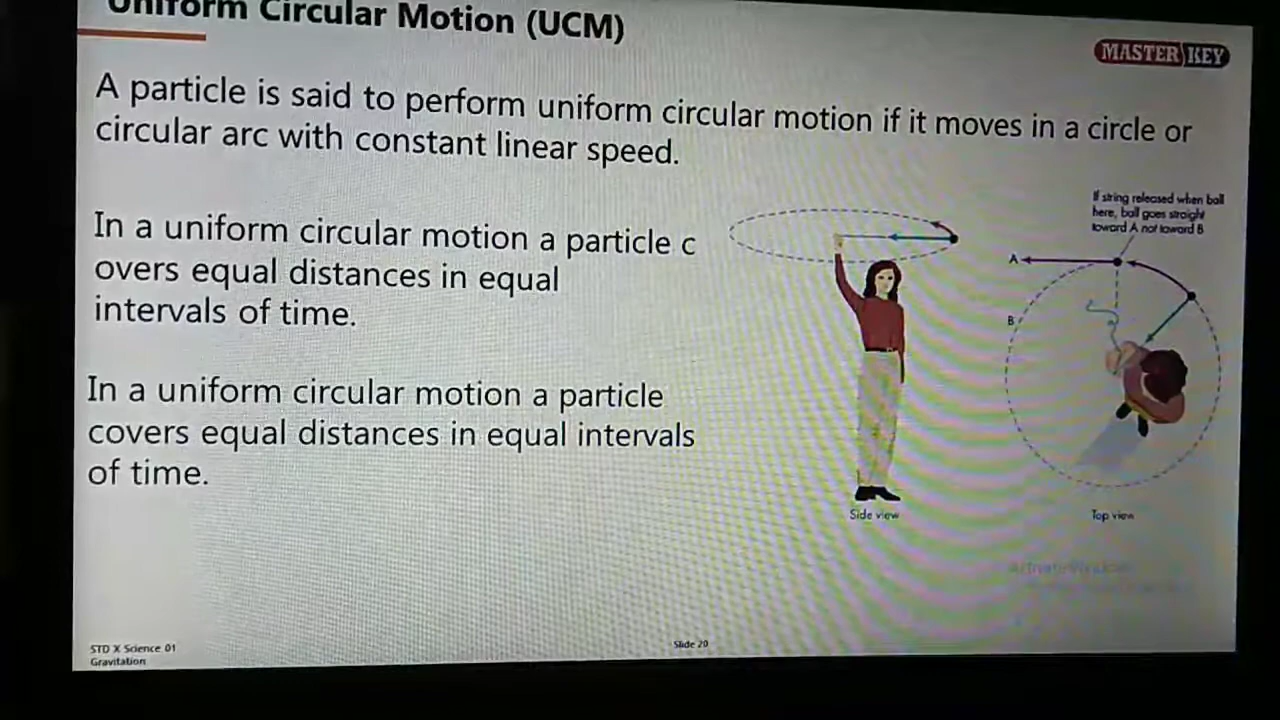 Uniform Circular Motion (UCM)
MASTER KEY
A particle is said to perform uniform circular motion if it moves in a circle or
circular arc with constant linear speed.
In a uniform circular motion a particle c
overs equal distances in equal
intervals of time.
In a uniform circular motion a particle
covers equal distances in equal intervals
of time.
If string released when ball
here, ball goes straight
toward A not toward B
A
B
Side view
Top view
STD X Science 01
Gravitation
Slide 20